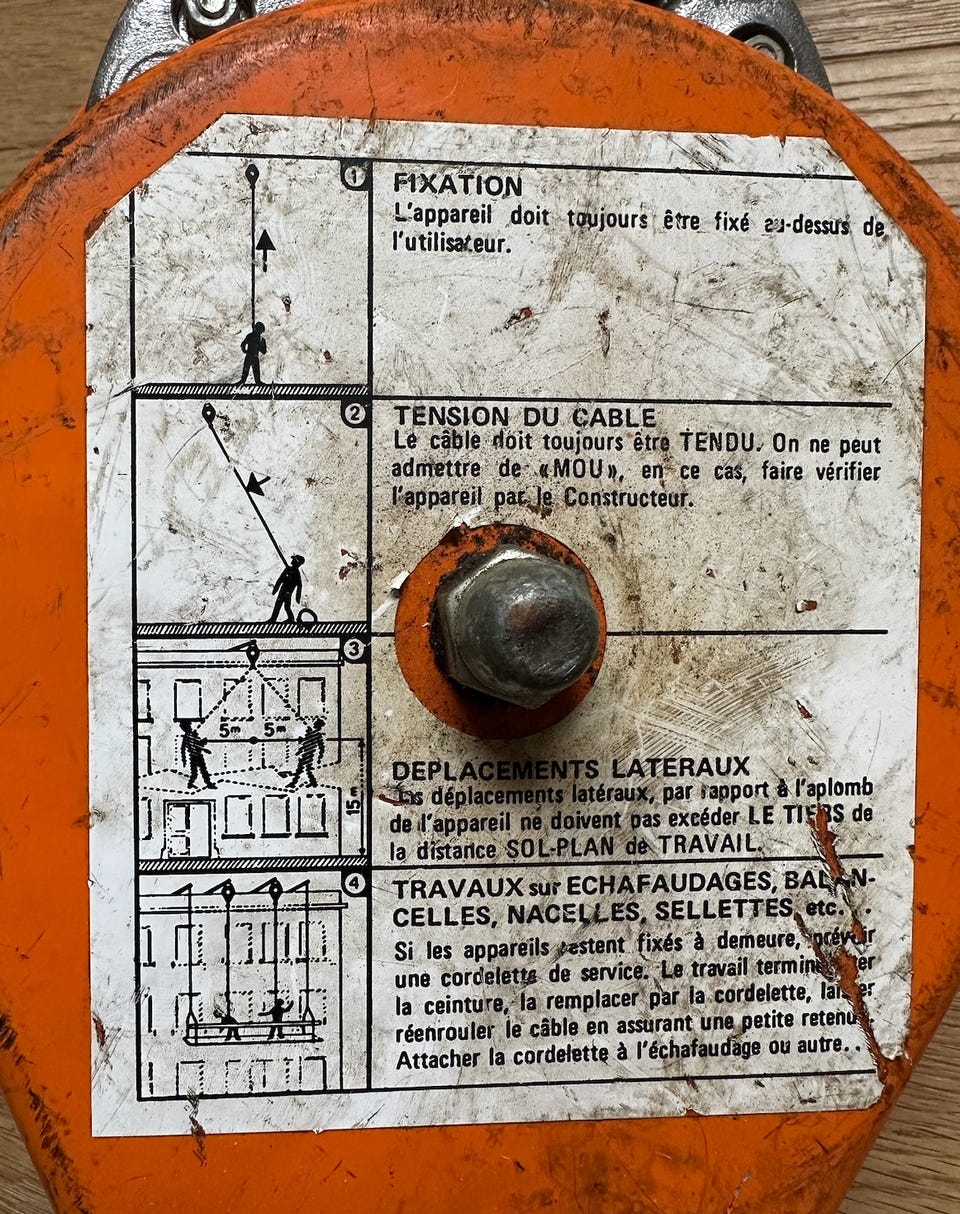 1
FIXATION
L'appareil doit toujours être fixé au-dessus de
l'utilisateur.
2
TENSION DU CABLE
Le câble doit toujours être TENDU. On ne peut
admettre de «MOU», en ce cas, faire vérifier
l'appareil par le Constructeur.
3
5m 5m
15m
DEPLACEMENTS LATERAUX
Les déplacements latéraux, par rapport à l'aplomb
de l'appareil ne doivent pas excéder LE TIERS de
la distance SOL-PLAN de TRAVAIL.
4
TRAVAUX sur ECHAFAUDAGES, BALAN-
CELLES, NACELLES, SELLETTES, etc...
Si les appareils restent fixés à demeure, prévoir
une cordelette de service. Le travail terminé
la ceinture, la remplacer par la cordelette, laisser
réenrouler le câble en assurant une petite retenue.
Attacher la cordelette à l'échafaudage ou autre..